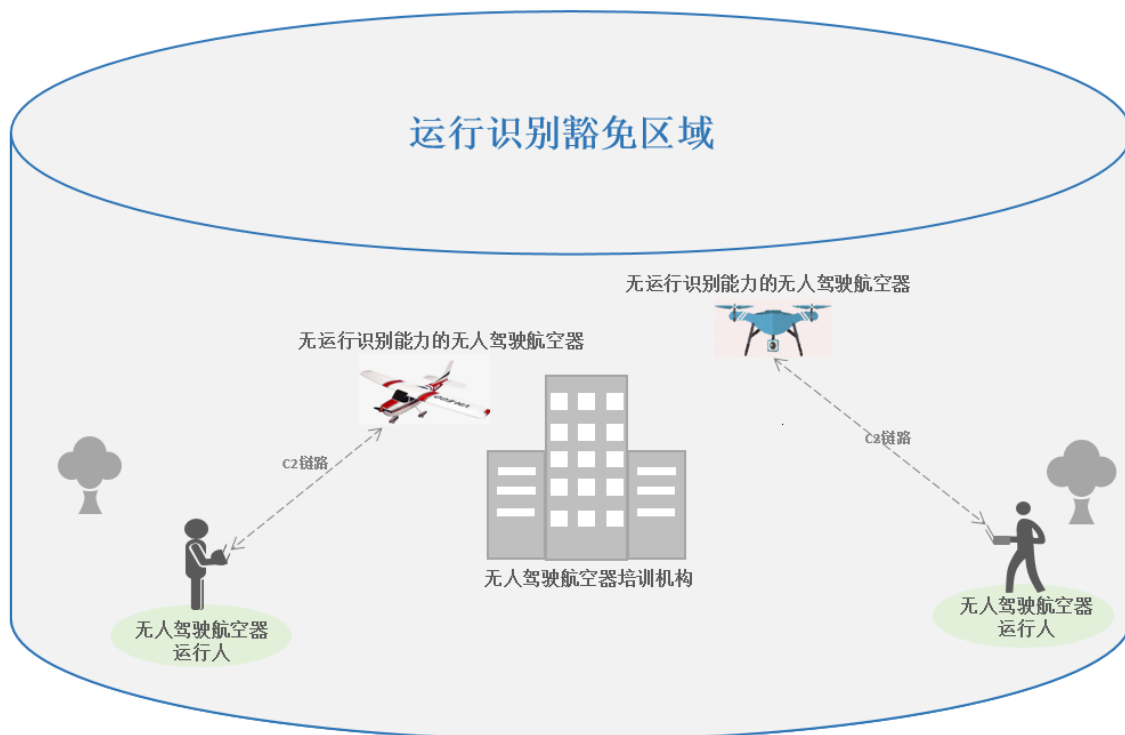 运行识别豁免区域
无运行识别能力的无人驾驶航空器
无运行识别能力的无人驾驶航空器
C2链路
C2链路
无人驾驶航空器培训机构
无人驾驶航空器
运行人
无人驾驶航空器
运行人